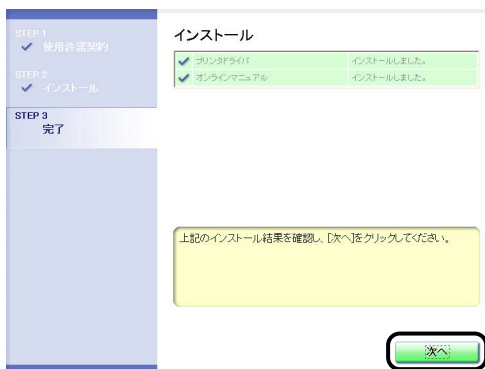 STEP 1
使用許諾契約
STEP 2
インストール
STEP 3
完了
インストール
プリンタドライバ インストールしました。
オンラインマニュアル インストールしました。
上記のインストール結果を確認し、[次へ]をクリックしてください。
次へ